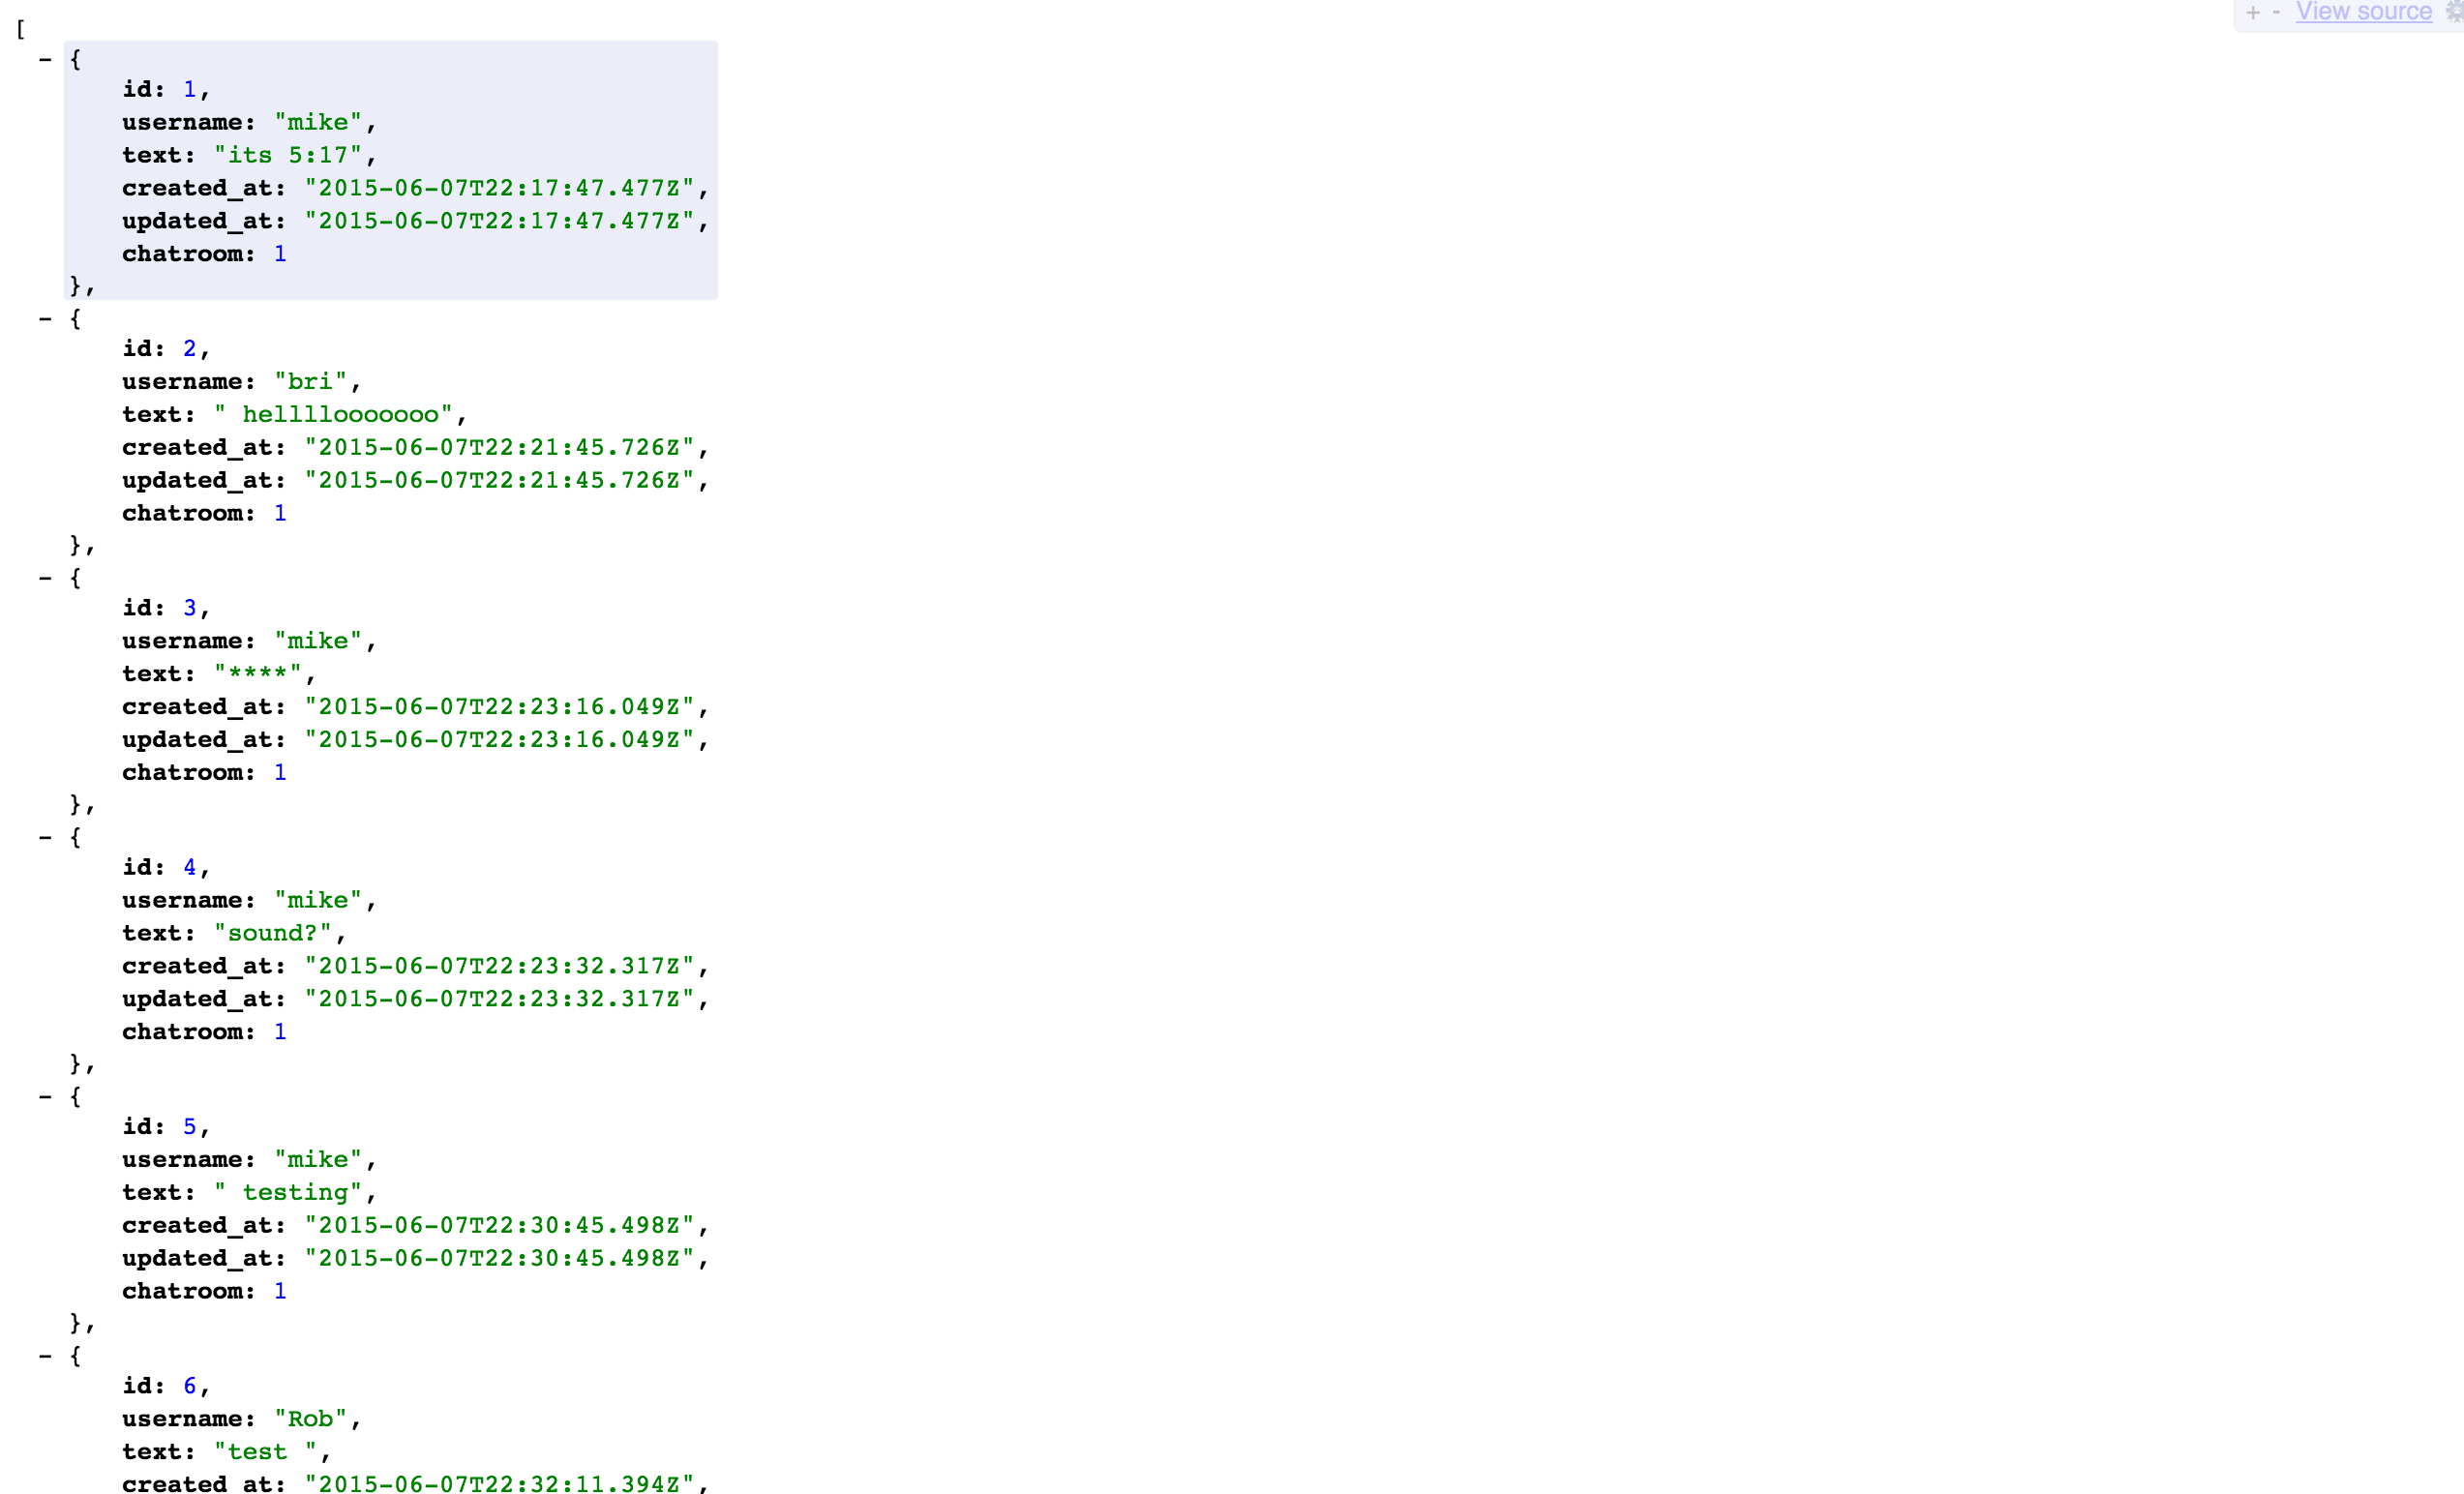 [
+ - View source
- {
id: 1,
username: "mike",
text: "its 5:17",
created_at: "2015-06-07T22:17:47.477Z",
updated_at: "2015-06-07T22:17:47.477Z",
chatroom: 1
},
- {
id: 2,
username: "bri",
text: " helllloooooooo",
created_at: "2015-06-07T22:21:45.726Z",
updated_at: "2015-06-07T22:21:45.726Z",
chatroom: 1
},
- {
id: 3,
username: "mike",
text: "****",
created_at: "2015-06-07T22:23:16.049Z",
updated_at: "2015-06-07T22:23:16.049Z",
chatroom: 1
},
- {
id: 4,
username: "mike",
text: "sound?",
created_at: "2015-06-07T22:23:32.317Z",
updated_at: "2015-06-07T22:23:32.317Z",
chatroom: 1
},
- {
id: 5,
username: "mike",
text: " testing",
created_at: "2015-06-07T22:30:45.498Z",
updated_at: "2015-06-07T22:30:45.498Z",
chatroom: 1
},
- {
id: 6,
username: "Rob",
text: "test ",
created_at: "2015-06-07T22:32:11.394Z",